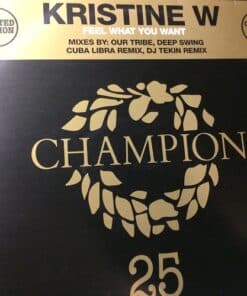 KRISTINE W
FEEL WHAT YOU WANT
MIXES BY: OUR TRIBE, DEEP SWING
CUBA LIBRA REMIX, DJ TEKIN REMIX
CHAMPION
25